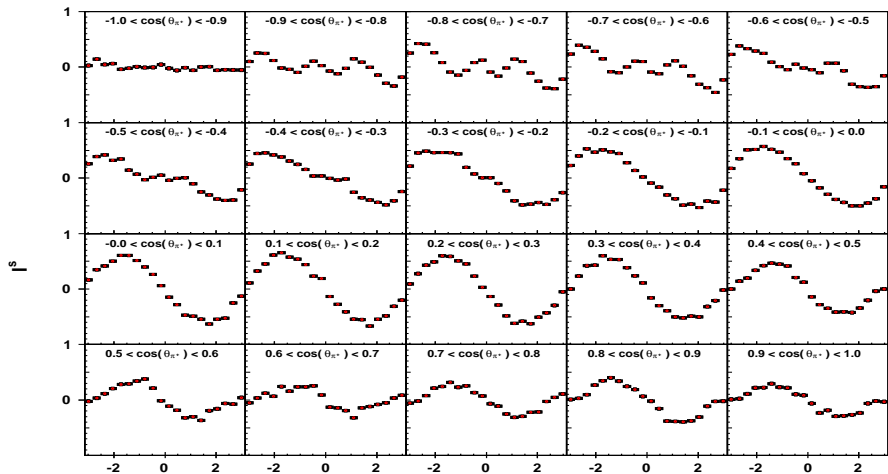 1 -1.0 < cos(θπ+) < -0.9 -0.9 < cos(θπ+) < -0.8 -0.8 < cos(θπ+) < -0.7 -0.7 < cos(θπ+) < -0.6 -0.6 < cos(θπ+) < -0.5
0
1 -0.5 < cos(θπ+) < -0.4 -0.4 < cos(θπ+) < -0.3 -0.3 < cos(θπ+) < -0.2 -0.2 < cos(θπ+) < -0.1 -0.1 < cos(θπ+) < 0.0
0
1 -0.0 < cos(θπ+) < 0.1 0.1 < cos(θπ+) < 0.2 0.2 < cos(θπ+) < 0.3 0.3 < cos(θπ+) < 0.4 0.4 < cos(θπ+) < 0.5
Iˢ
0
1 0.5 < cos(θπ+) < 0.6 0.6 < cos(θπ+) < 0.7 0.7 < cos(θπ+) < 0.8 0.8 < cos(θπ+) < 0.9 0.9 < cos(θπ+) < 1.0
0
-2 0 2 -2 0 2 -2 0 2 -2 0 2 -2 0 2